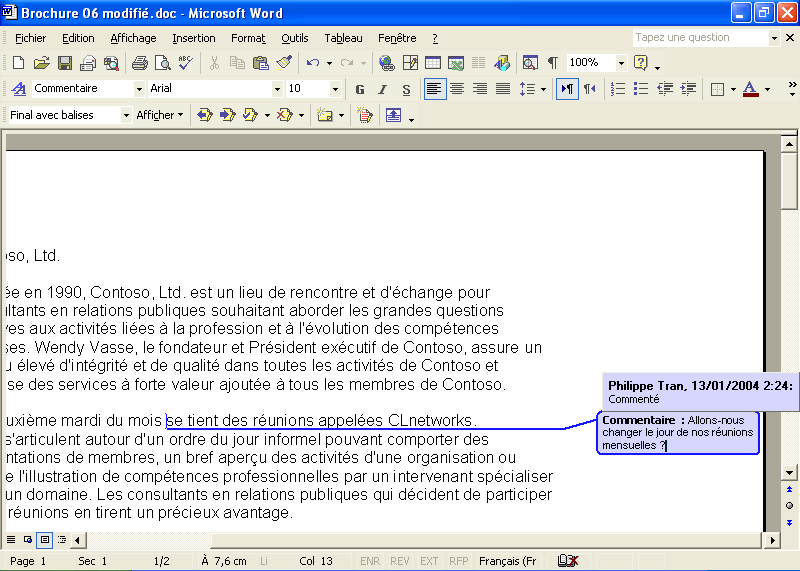 Brochure 06 modifié.doc - Microsoft Word
Fichier Edition Affichage Insertion Format Outils Tableau Fenêtre ? Tapez une question
100%
Commentaire Arial 10 G I S
Final avec balises Afficher
so, Ltd.
ée en 1990, Contoso, Ltd. est un lieu de rencontre et d'échange pour
ultants en relations publiques souhaitant aborder les grandes questions
ves aux activités liées à la profession et à l'évolution des compétences
ses. Wendy Vasse, le fondateur et Président exécutif de Contoso, assure un
u élevé d'intégrité et de qualité dans toutes les activités de Contoso et
se des services à forte valeur ajoutée à tous les membres de Contoso.
Philippe Tran, 13/01/2004 2:24:
Commenté
uxième mardi du mois se tient des réunions appelées CLnetworks.
Commentaire : Allons-nous
changer le jour de nos réunions
mensuelles ?
s'articulent autour d'un ordre du jour informel pouvant comporter des
ntations de membres, un bref aperçu des activités d'une organisation ou
e l'illustration de compétences professionnelles par un intervenant spécialiser
un domaine. Les consultants en relations publiques qui décident de participer
réunions en tirent un précieux avantage.
Page 1 Sec 1 1/2 À 7,6 cm Li Col 13 ENR REV EXT RFP Français (Fr